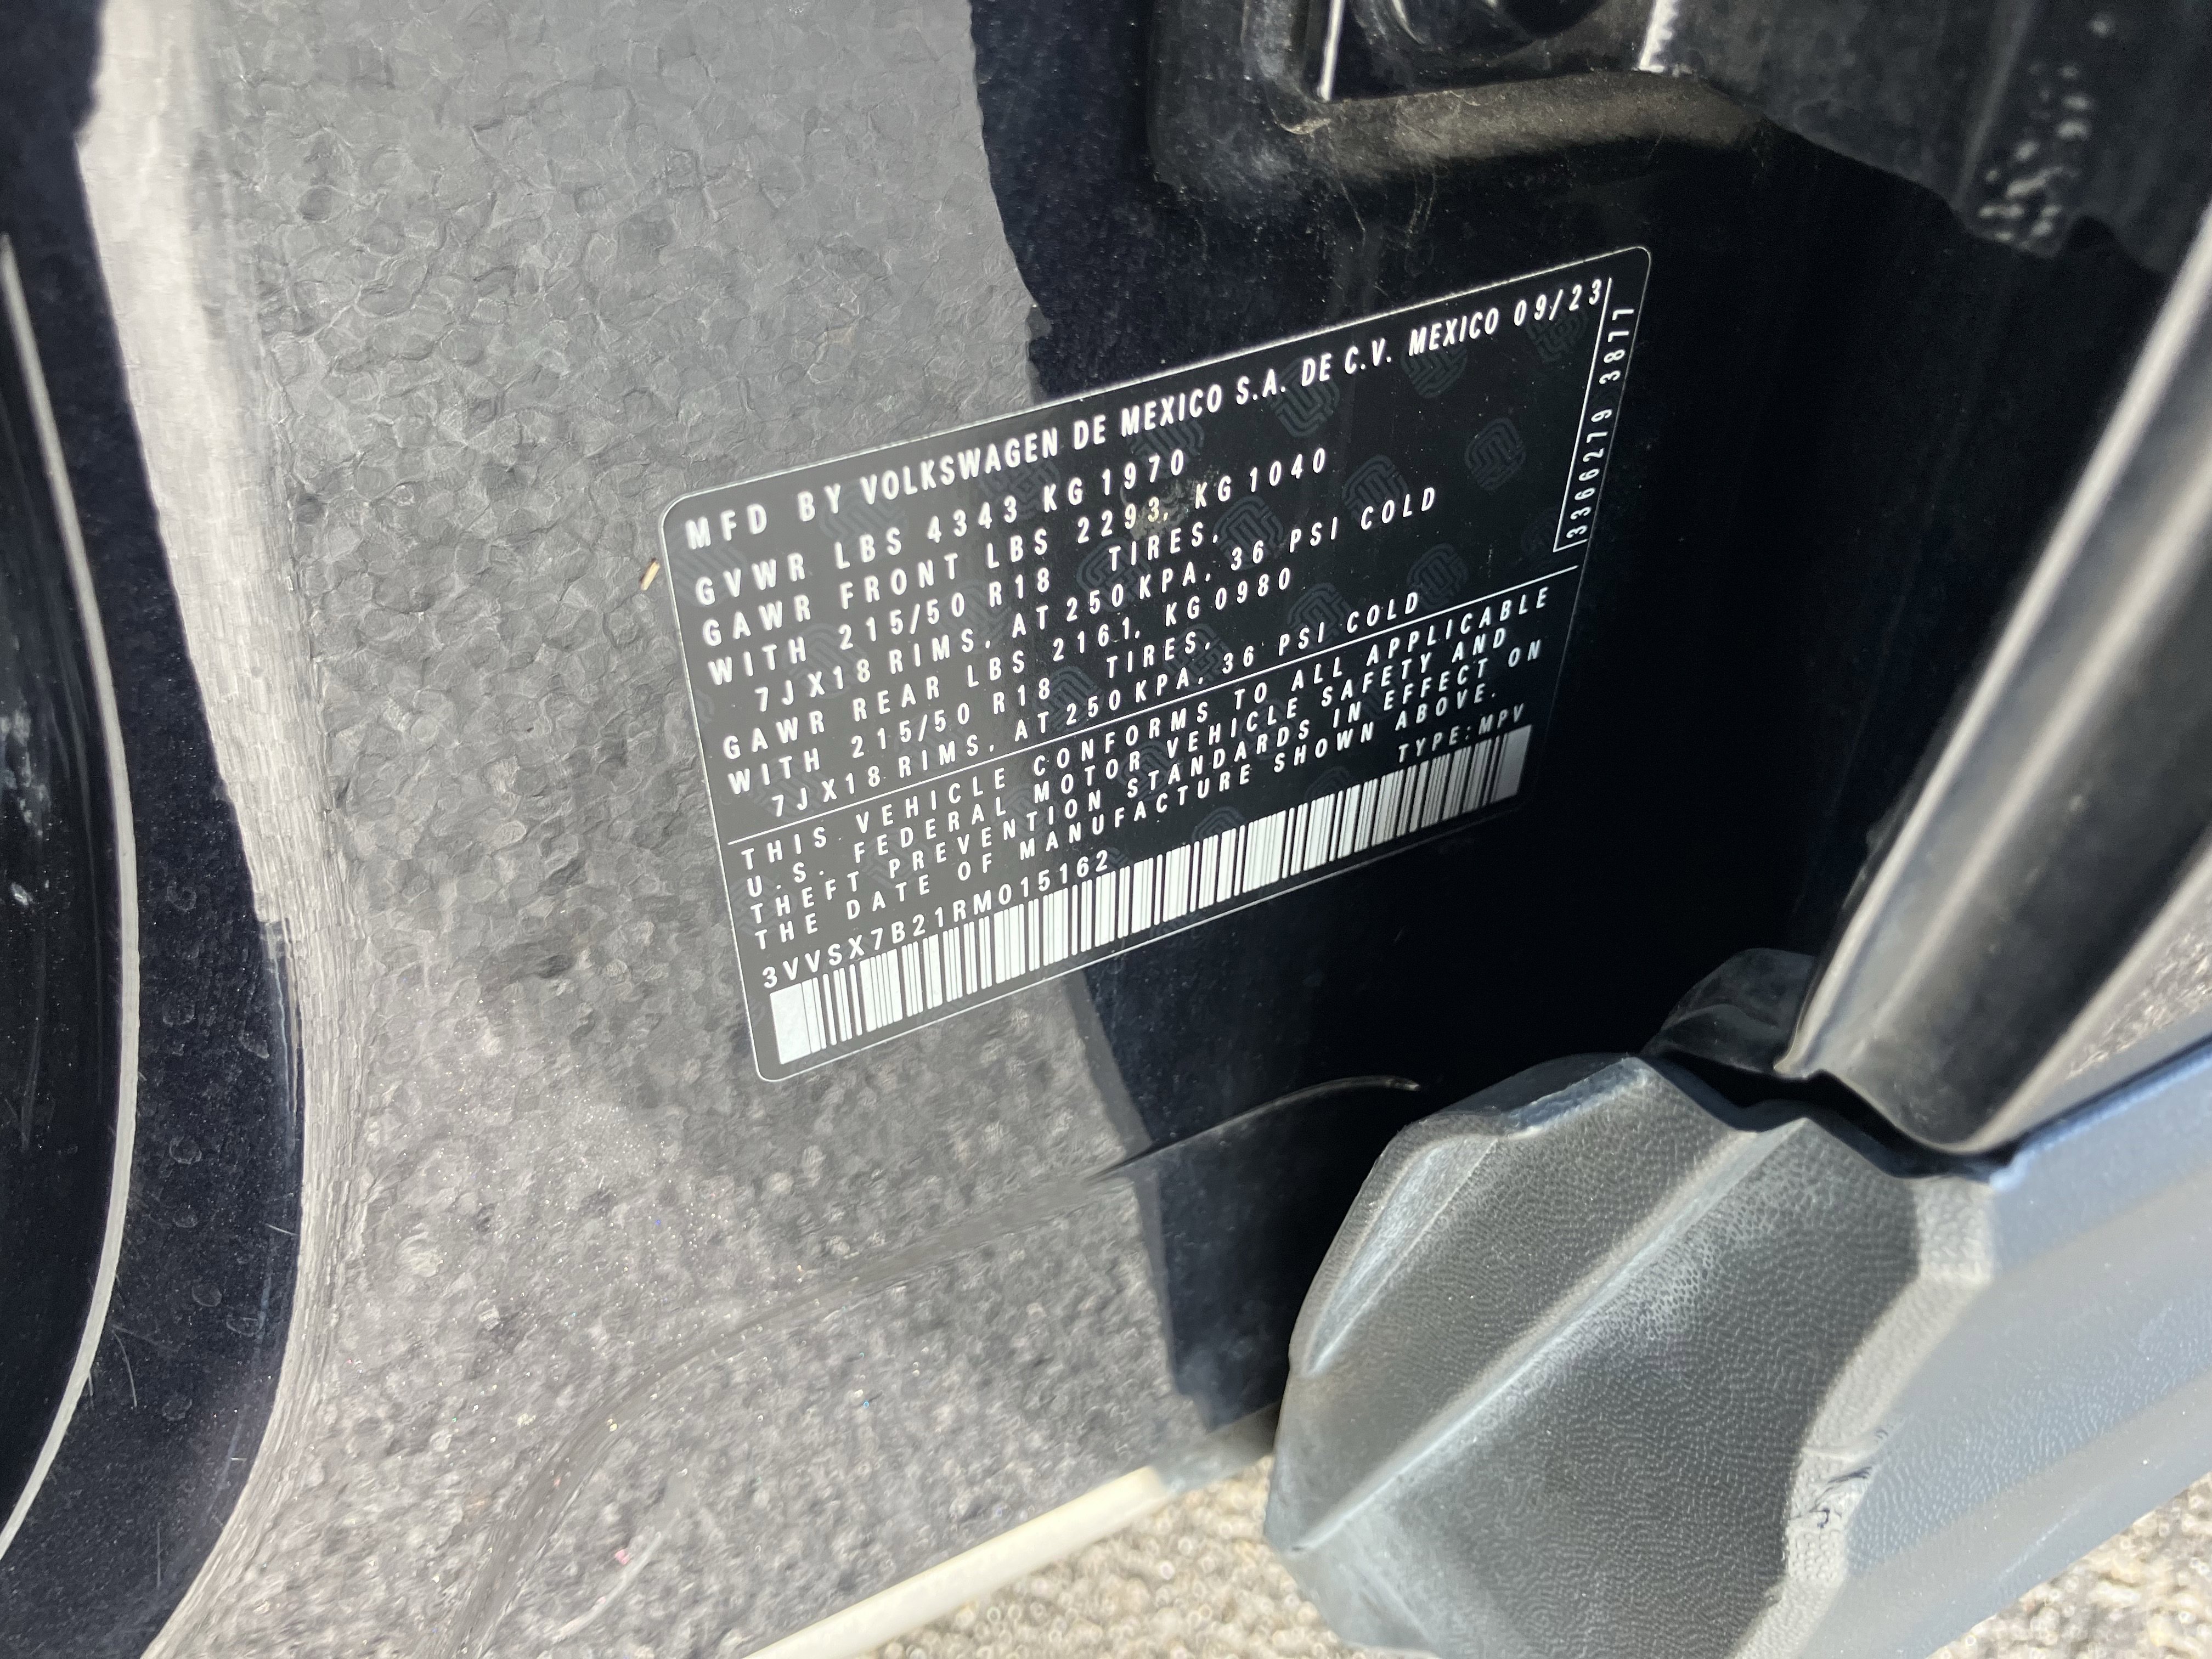 MFD BY VOLKSWAGEN DE MEXICO S.A. DE C.V. MEXICO 09/23
GVWR LBS 4343 KG 1970
GAWR FRONT LBS 2293, KG 1040
WITH 215/50 R18 TIRES,
7JX18 RIMS, AT 250 KPA, 36 PSI COLD
GAWR REAR LBS 2161, KG 0980
WITH 215/50 R18 TIRES,
7JX18 RIMS, AT 250 KPA, 36 PSI COLD
3366279 3877
THIS VEHICLE CONFORMS TO ALL APPLICABLE
U.S. FEDERAL MOTOR VEHICLE SAFETY AND
THEFT PREVENTION STANDARDS IN EFFECT ON
THE DATE OF MANUFACTURE SHOWN ABOVE.
3VVSX7B21RM015162 TYPE: MPV